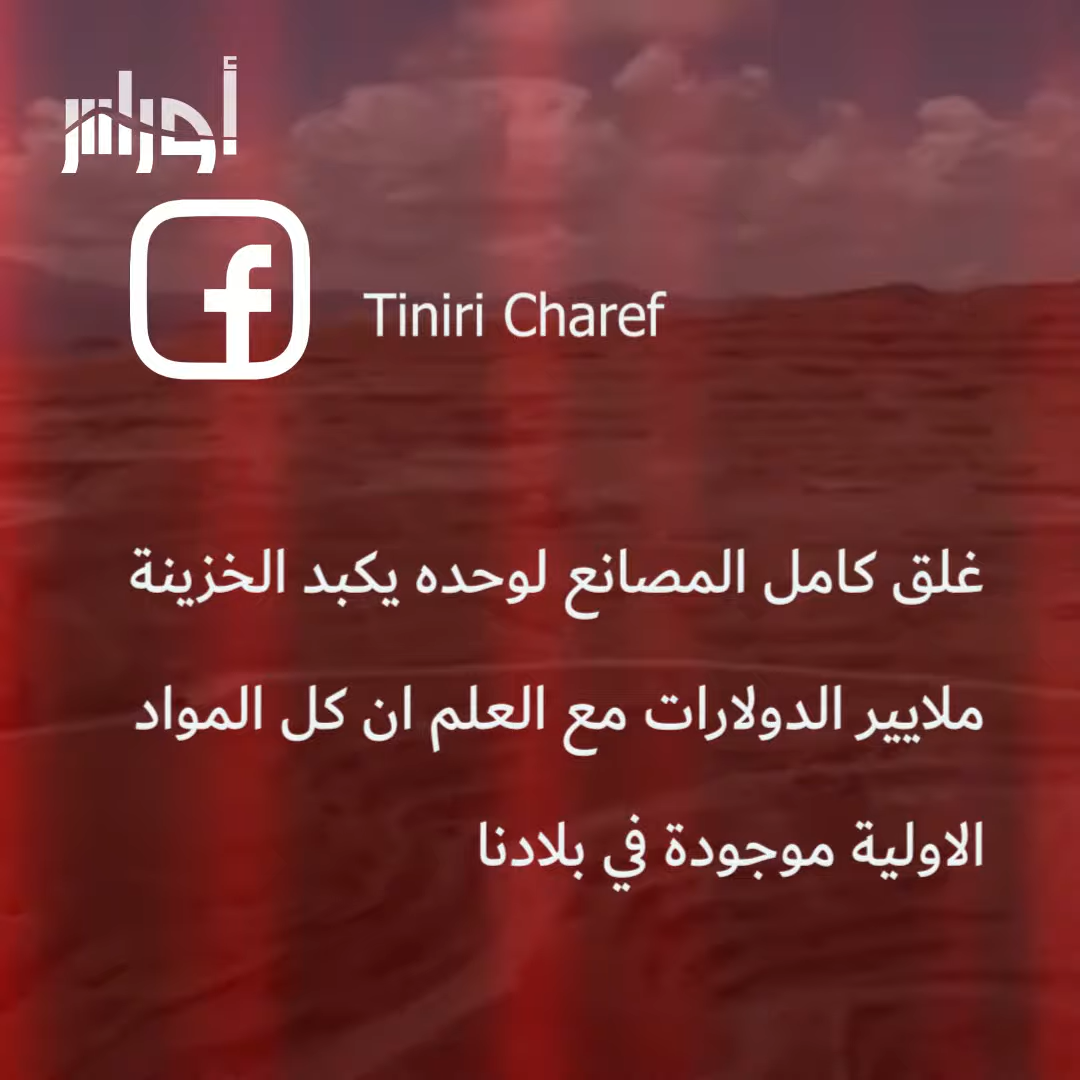 أوراس
Tiniri Charef
غلق كامل المصانع لوحده يكبد الخزينة
ملايير الدولارات مع العلم ان كل المواد
الاولية موجودة في بلادنا